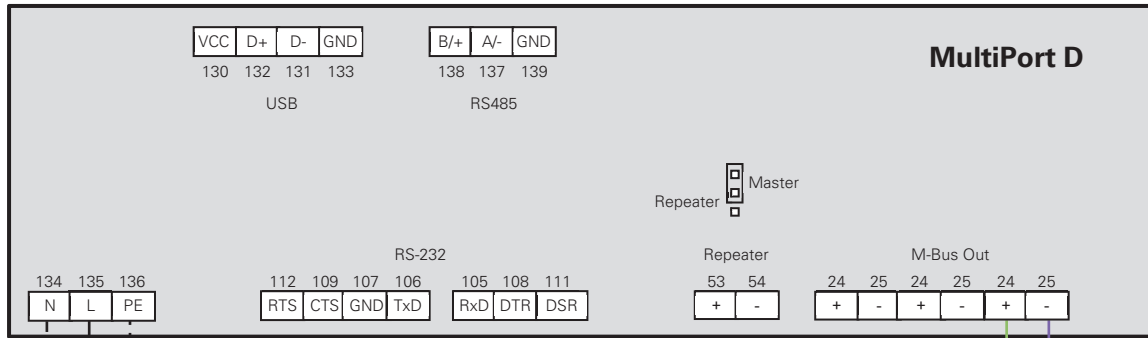 VCC D+ D- GND
B/+ A/- GND
MultiPort D
130 132 131 133
138 137 139
USB
RS485
Master
Repeater
RS-232
Repeater
M-Bus Out
134 135 136
112 109 107 106
105 108 111
53 54
24 25 24 25 24 25
N L PE
RTS CTS GND TxD
RxD DTR DSR
+ -
+ - + - + -